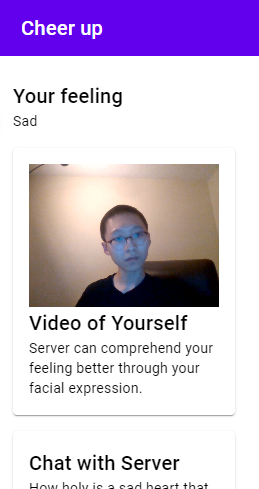 Cheer up
Your feeling
Sad
Video of Yourself
Server can comprehend your
feeling better through your
facial expression.
Chat with Server
How holy is a sad heart that